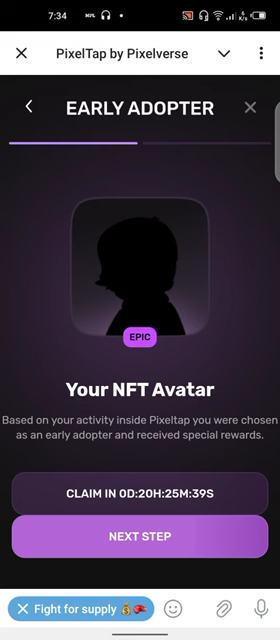 7:34
PixelTap by Pixelverse
EARLY ADOPTER
EPIC
Your NFT Avatar
Based on your activity inside Pixeltap you were chosen
as an early adopter and received special rewards.
CLAIM IN 0D:20H:25M:39S
NEXT STEP
Fight for supply 💰🥊